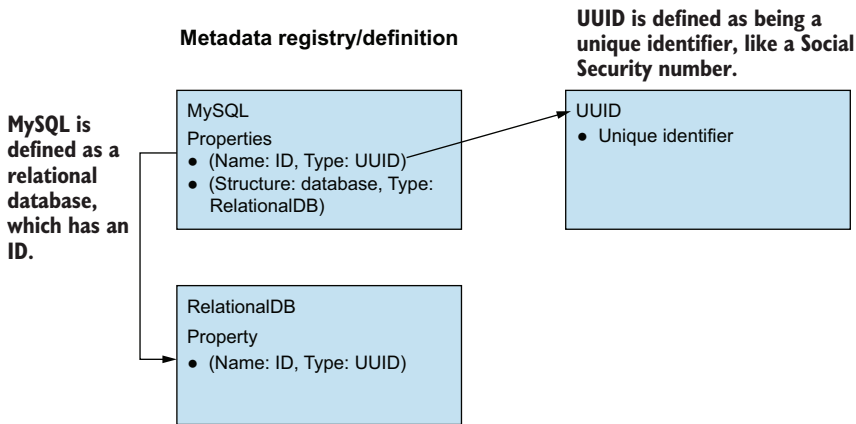 Metadata registry/definition
UUID is defined as being a
unique identifier, like a Social
Security number.
MySQL is
defined as a
relational
database,
which has an
ID.
MySQL
Properties
● (Name: ID, Type: UUID)
● (Structure: database, Type:
RelationalDB)
UUID
● Unique identifier
RelationalDB
Property
● (Name: ID, Type: UUID)